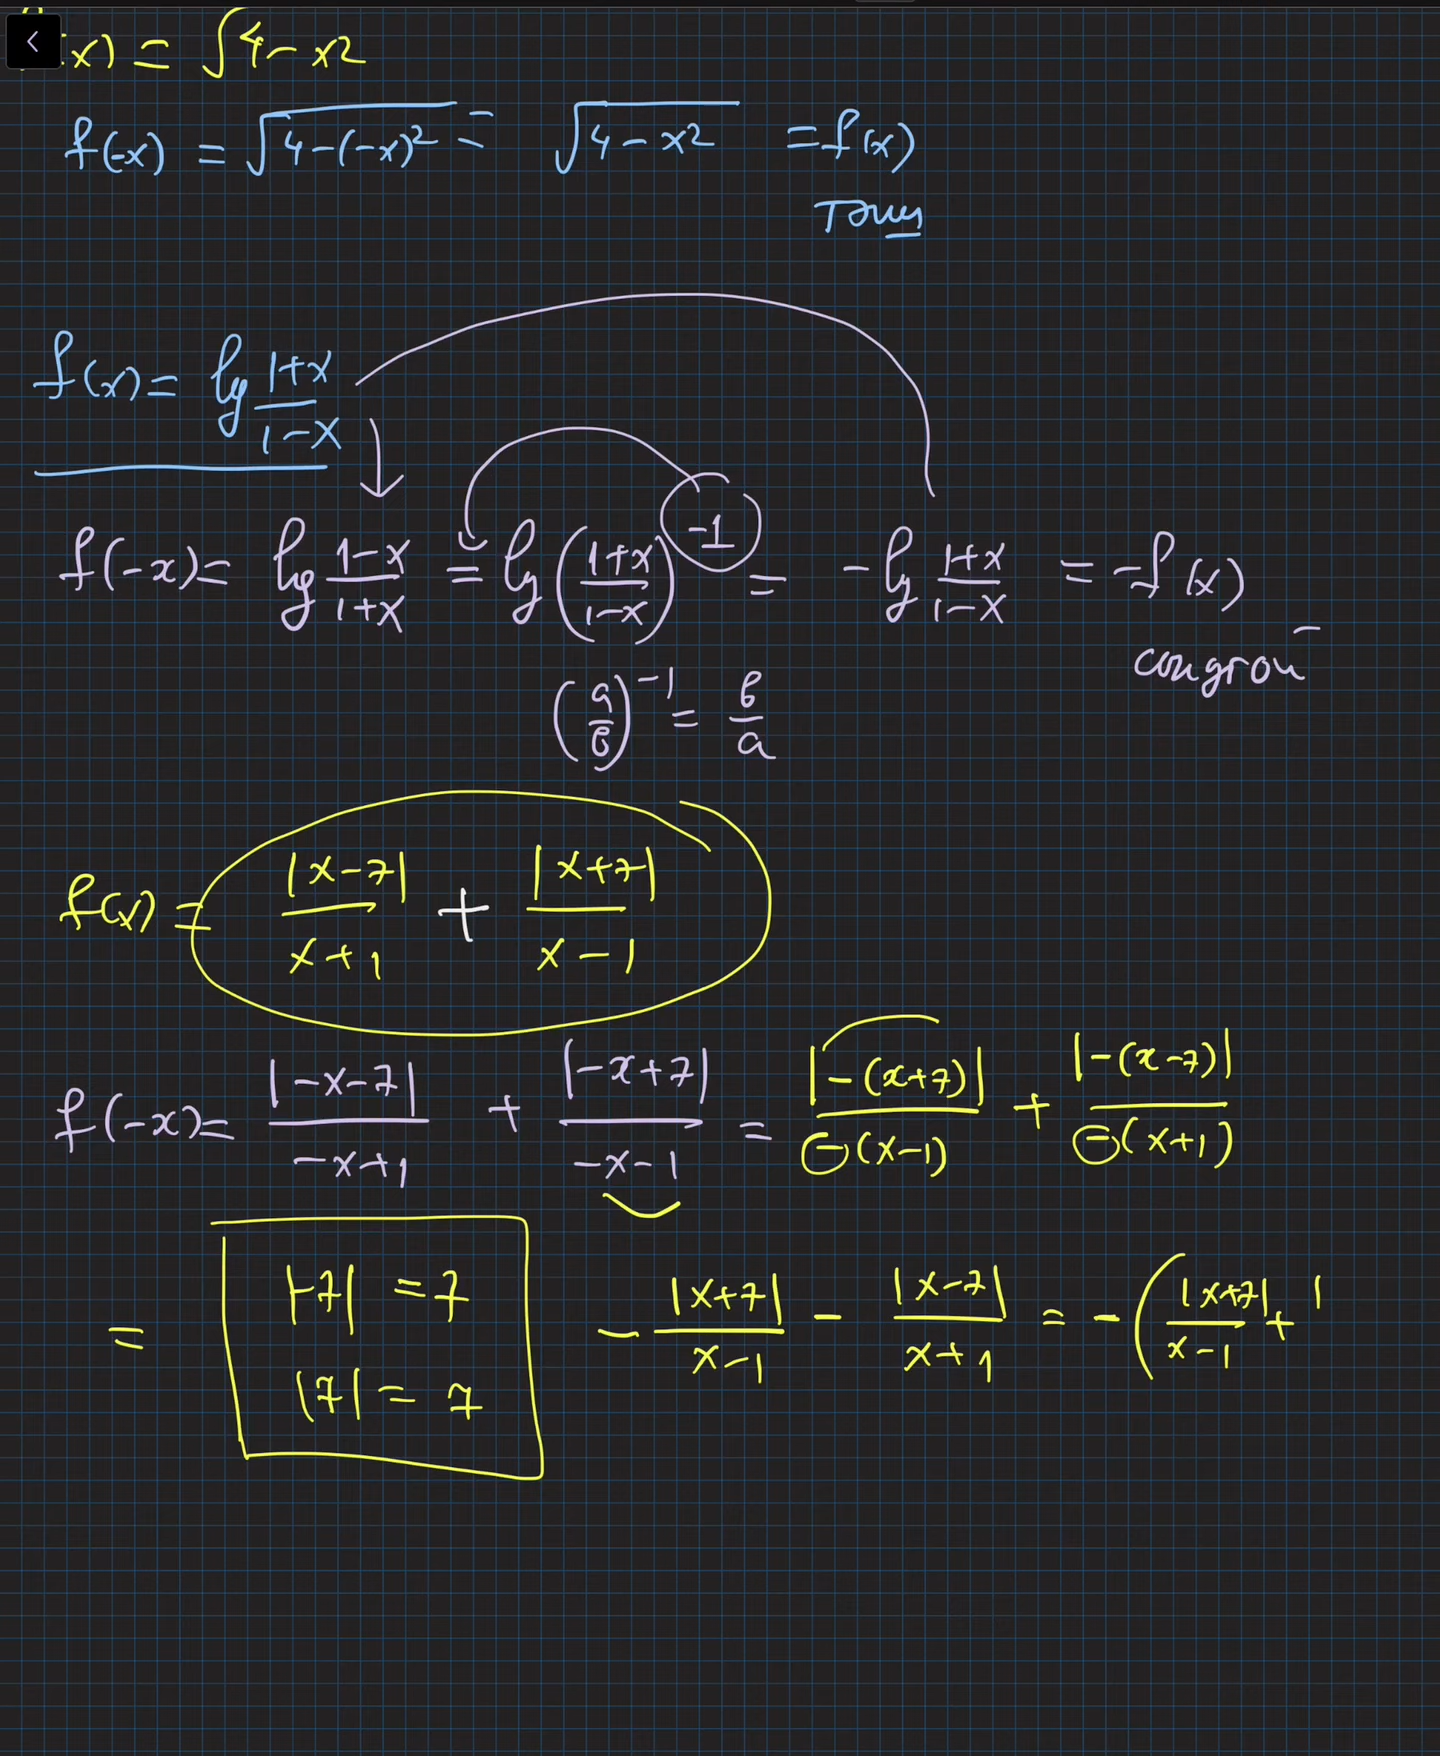 (x) = √4 - x²
f(-x) = √4-(-x)² = √4 - x² = f(x)
тэгш
f(x) = lg (1+x)/(1-x)
f(-x) = lg (1-x)/(1+x) = lg ((1+x)/(1-x))⁻¹ = -lg (1+x)/(1-x) = -f(x)
сондгой
(a/в)⁻¹ = в/a
f(x) = |x-7|/(x+1) + |x+7|/(x-1)
f(-x) = |-x-7|/(-x+1) + |-x+7|/(-x-1) = |-(x+7)|/-(x-1) + |-(x-7)|/-(x+1)
= |-7| = 7
|7| = 7
- |x+7|/(x-1) - |x-7|/(x+1) = -(|x+7|/(x-1) + |